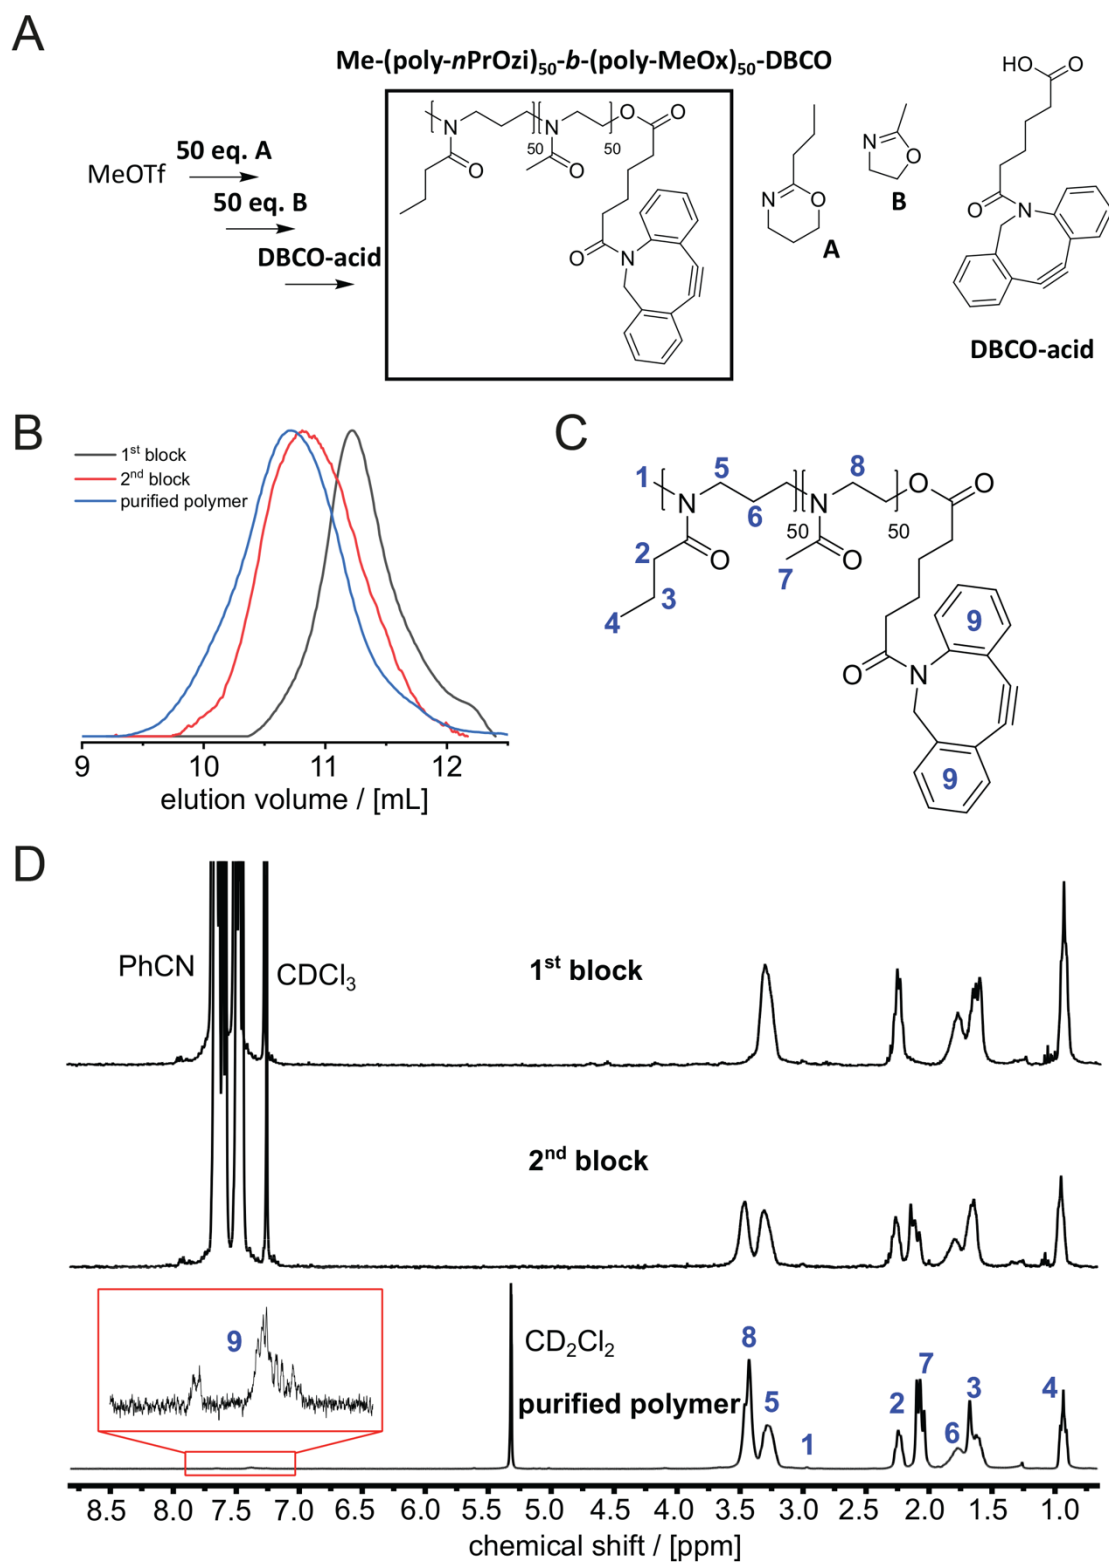 A
Me-(poly-nPrOzi)50-b-(poly-MeOx)50-DBCO
MeOTf
50 eq. A
50 eq. B
DBCO-acid
N
O
50
N
O
50
O
O
O
N
N
O
A
N
O
B
HO
O
O
N
DBCO-acid
B
1st block
2nd block
purified polymer
9
10
11
12
elution volume / [mL]
C
1
5
8
N
6
N
50
50
O
O
2
O
O
7
3
4
9
O
N
9
D
PhCN
CDCl3
1st block
2nd block
9
CD2Cl2
purified polymer
8
5
1
2
7
6
3
4
8.5 8.0 7.5 7.0 6.5 6.0 5.5 5.0 4.5 4.0 3.5 3.0 2.5 2.0 1.5 1.0
chemical shift / [ppm]